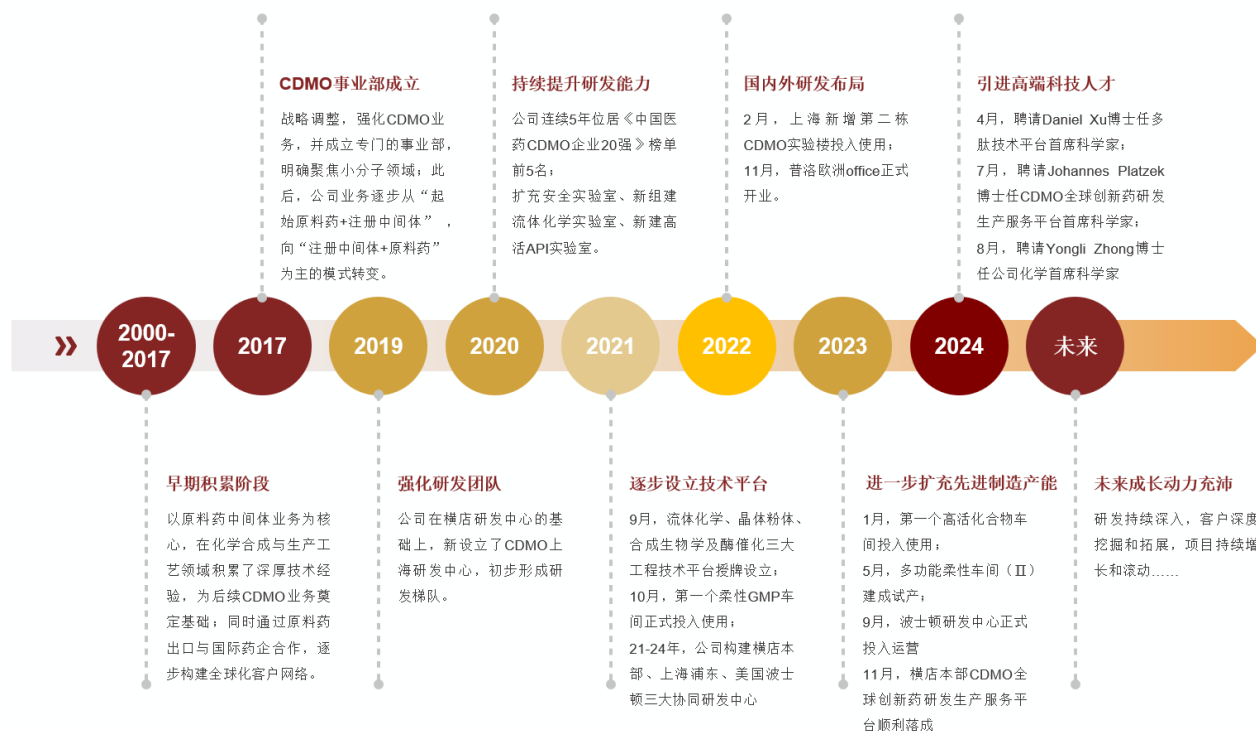 CDMO事业部成立
战略调整，强化CDMO业
务，并成立专门的事业部，
明确聚焦小分子领域；此
后，公司业务逐步从“起
始原料药+注册中间体”，
向“注册中间体+原料药”
为主的模式转变。
持续提升研发能力
公司连续5年位居《中国医
药CDMO企业20强》榜单
前5名；
扩充安全实验室、新组建
流体化学实验室、新建高
活API实验室。
国内外研发布局
2月，上海新增第二栋
CDMO实验楼投入使用；
11月，普洛欧洲office正式
开业。
引进高端科技人才
4月，聘请Daniel Xu博士任多
肽技术平台首席科学家；
7月，聘请Johannes Platzek
博士任CDMO全球创新药研发
生产服务平台首席科学家；
8月，聘请Yongli Zhong博士
任公司化学首席科学家
2000-
2017
2017
2019
2020
2021
2022
2023
2024
未来
早期积累阶段
以原料药中间体业务为核
心，在化学合成与生产工
艺领域积累了深厚技术经
验，为后续CDMO业务奠
定基础；同时通过原料药
出口与国际药企合作，逐
步构建全球化客户网络。
强化研发团队
公司在横店研发中心的基
础上，新设立了CDMO上
海研发中心，初步形成研
发梯队。
逐步设立技术平台
9月，流体化学、晶体粉体、
合成生物学及酶催化三大
工程技术平台授牌设立；
10月，第一个柔性GMP车
间正式投入使用；
21-24年，公司构建横店本
部、上海浦东、美国波士
顿三大协同研发中心
进一步扩充先进制造产能
1月，第一个高活化合物车
间投入使用；
5月，多功能柔性车间（II）
建成试产；
9月，波士顿研发中心正式
投入运营
11月，横店本部CDMO全
球创新药研发生产服务平
台顺利落成
未来成长动力充沛
研发持续深入，客户深度
挖掘和拓展，项目持续增
长和滚动……